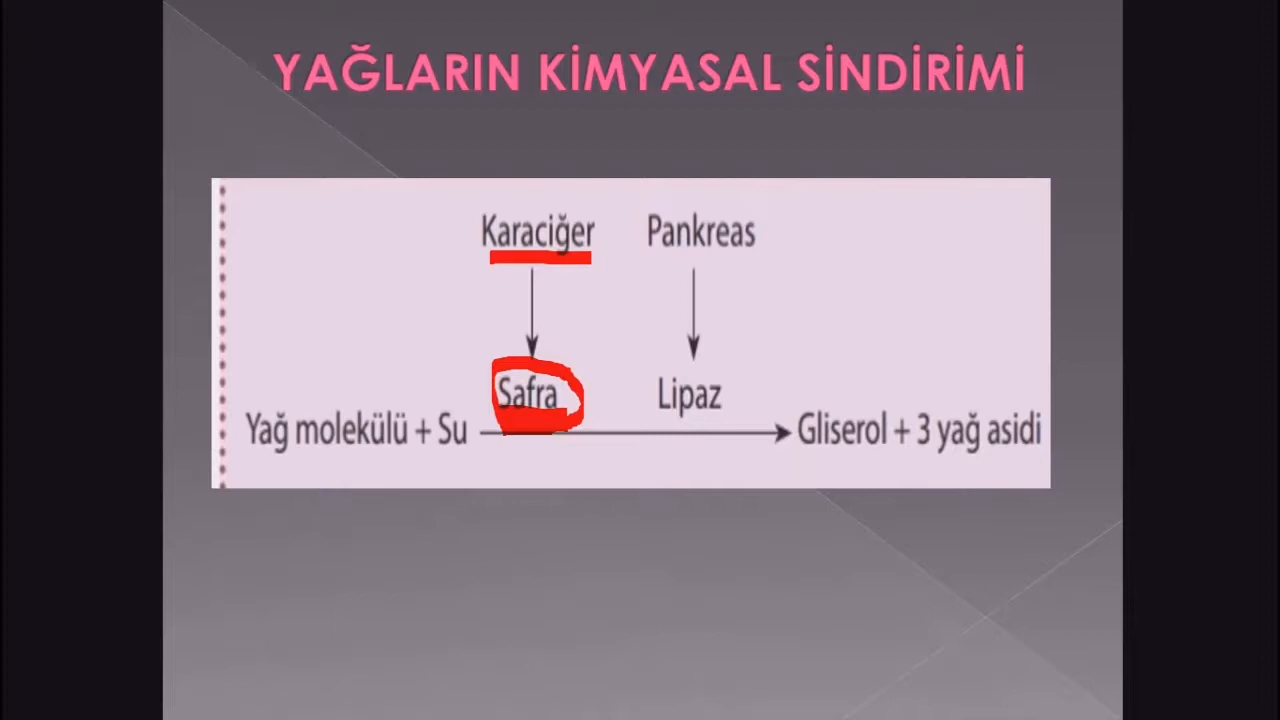 YAĞLARIN KİMYASAL SİNDİRİMİ
Karaciğer Pankreas
Safra Lipaz
Yağ molekülü + Su Gliserol + 3 yağ asidi